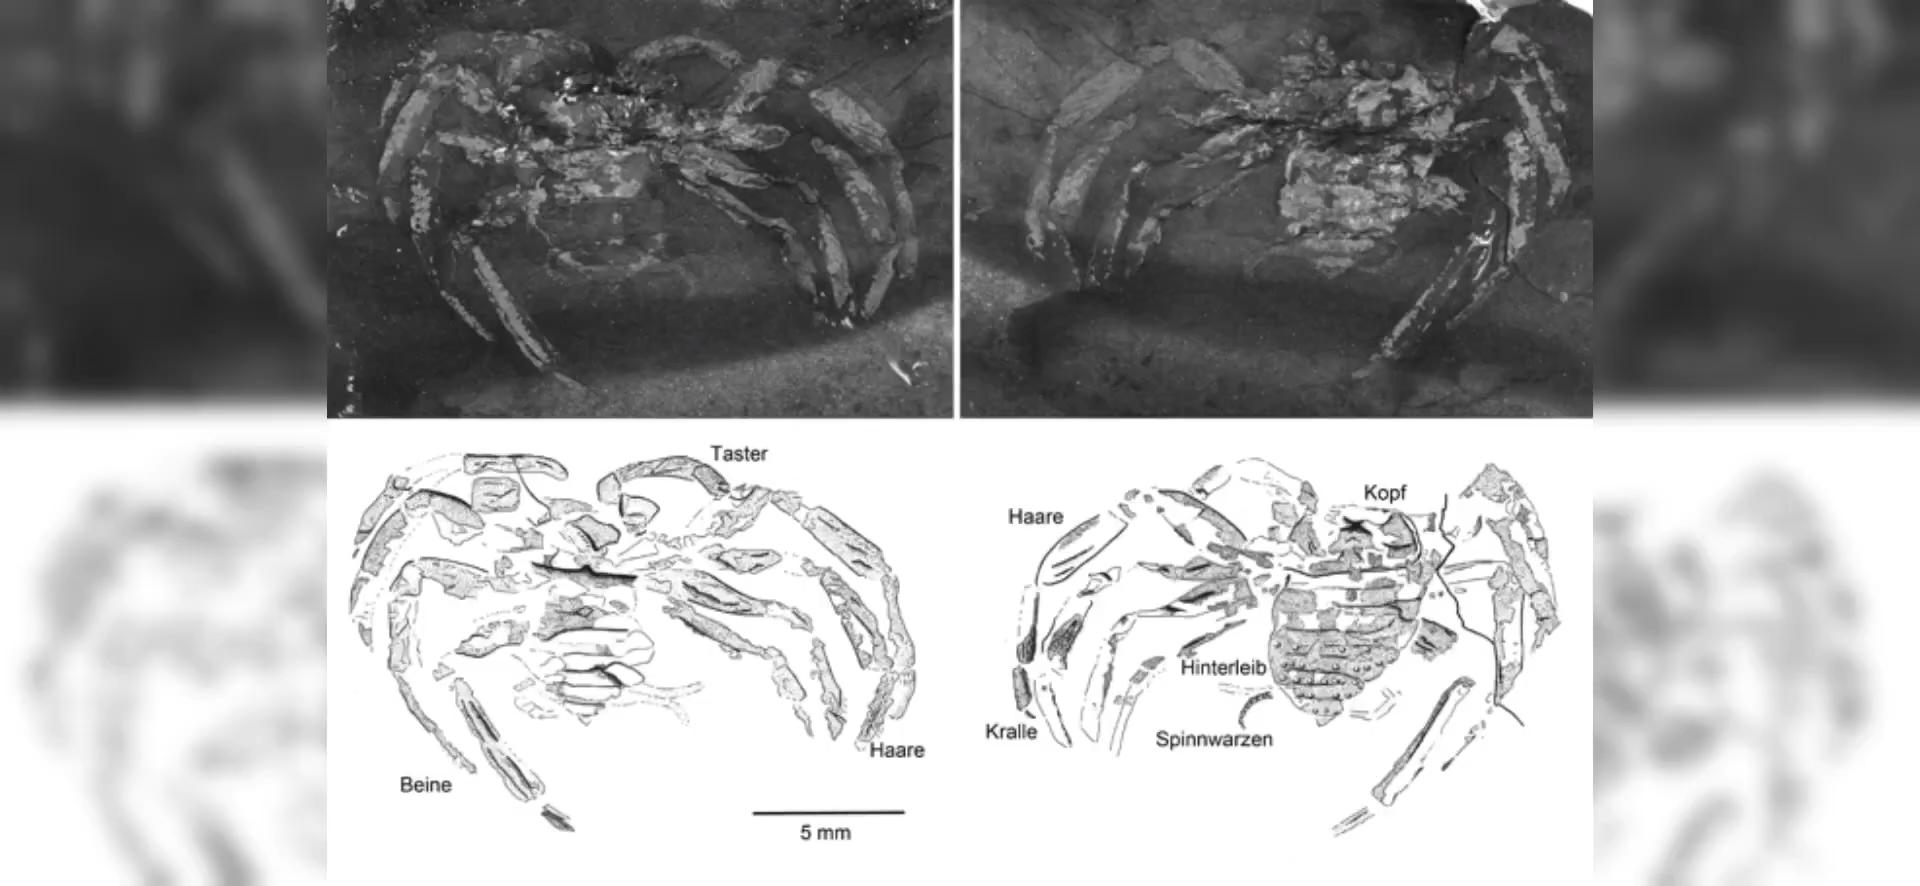 Taster
Haare
Beine
5 mm
Kopf
Haare
Hinterleib
Kralle
Spinnwarzen